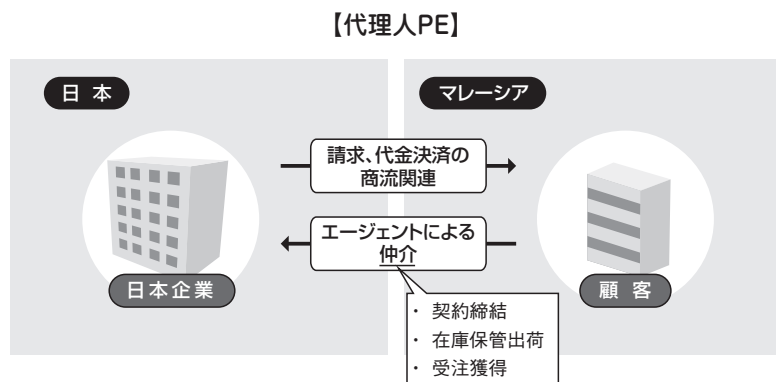 【代理人PE】
日 本
マレーシア
請求、代金決済の
商流関連
エージェントによる
仲介
日本企業
顧 客
・ 契約締結
・ 在庫保管出荷
・ 受注獲得